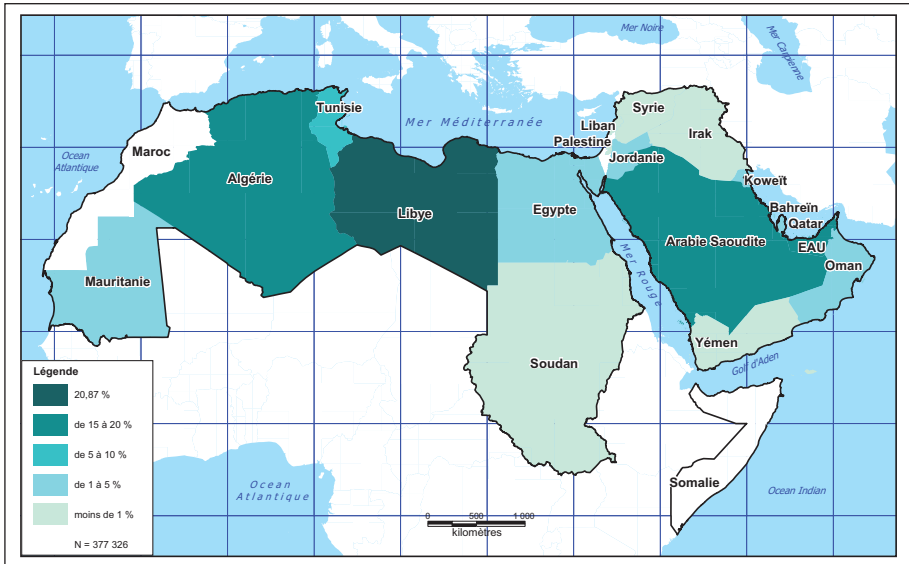 Mer Noire
Mer Carpienne
Tunisie
Mer Méditerranée
Liban
Palestine
Syrie
Irak
Jordanie
Ocean
Atlantique
Maroc
Algérie
Libye
Egypte
Koweït
Bahreïn
Qatar
EAU
Arabie Saoudite
Oman
Mer Rouge
Mauritanie
Yémen
Golf d'Aden
Soudan
Somalie
Ocean
Atlantique
Ocean Indian
Légende
20,87 %
de 15 à 20 %
de 5 à 10 %
de 1 à 5 %
moins de 1 %
N = 377 326
0 500 1 000
kilomètres